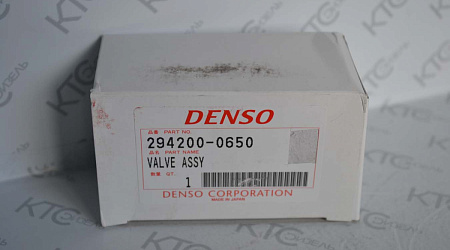 DENSO
品番 PART NO.
294200-0650
品名 PART NAME
VALVE ASSY
数量 QT.
1
DENSO CORPORATION
MADE IN JAPAN